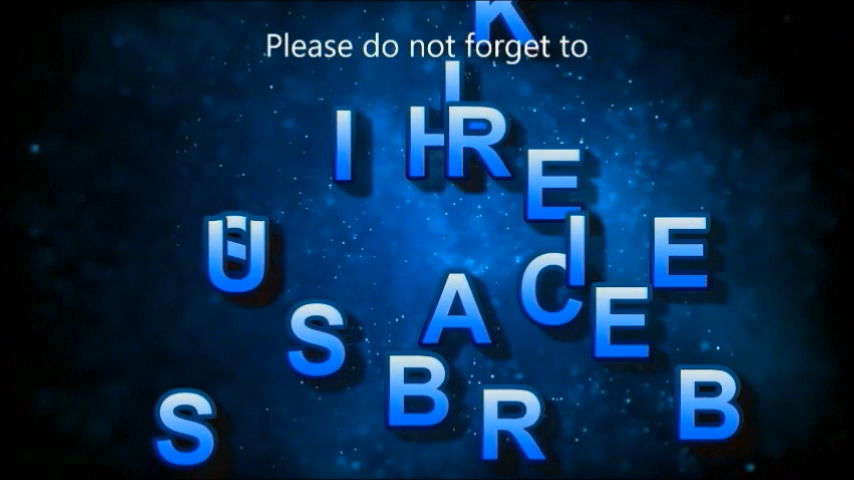 Please do not forget to
K
I
I H R
E
U S I E
A C E
S
B R B
S